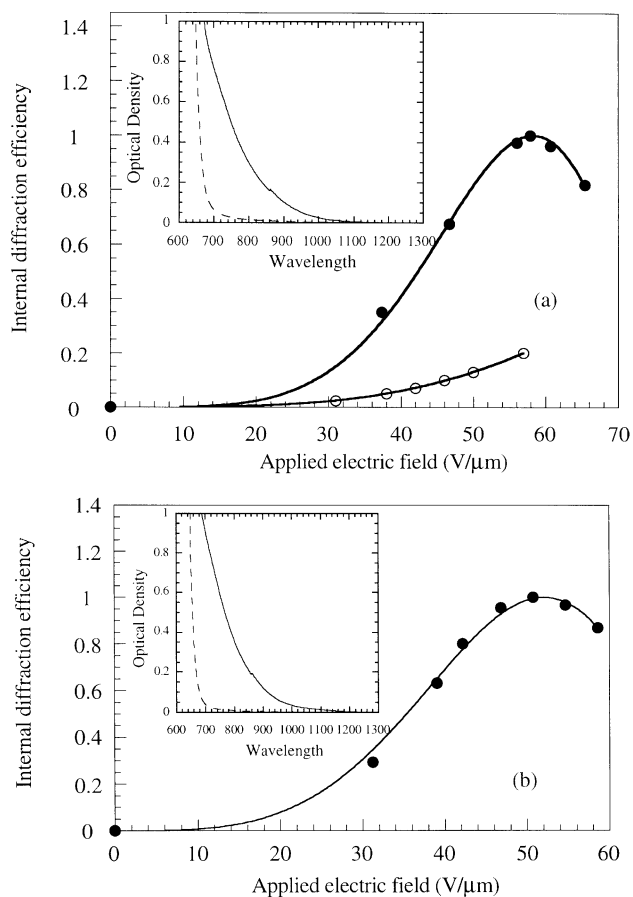 Internal diffraction efficiency
1.4
1.2
1
0.8
0.6
0.4
0.2
0
Optical Density
1
0.8
0.6
0.4
0.2
0
600 700 800 900 1000 1100 1200 1300
Wavelength
(a)
0 10 20 30 40 50 60 70
Applied electric field (V/μm)
Internal diffraction efficiency
1.4
1.2
1
0.8
0.6
0.4
0.2
0
Optical Density
1
0.8
0.6
0.4
0.2
0
600 700 800 900 1000 1100 1200 1300
Wavelength
(b)
0 10 20 30 40 50 60
Applied electric field (V/μm)